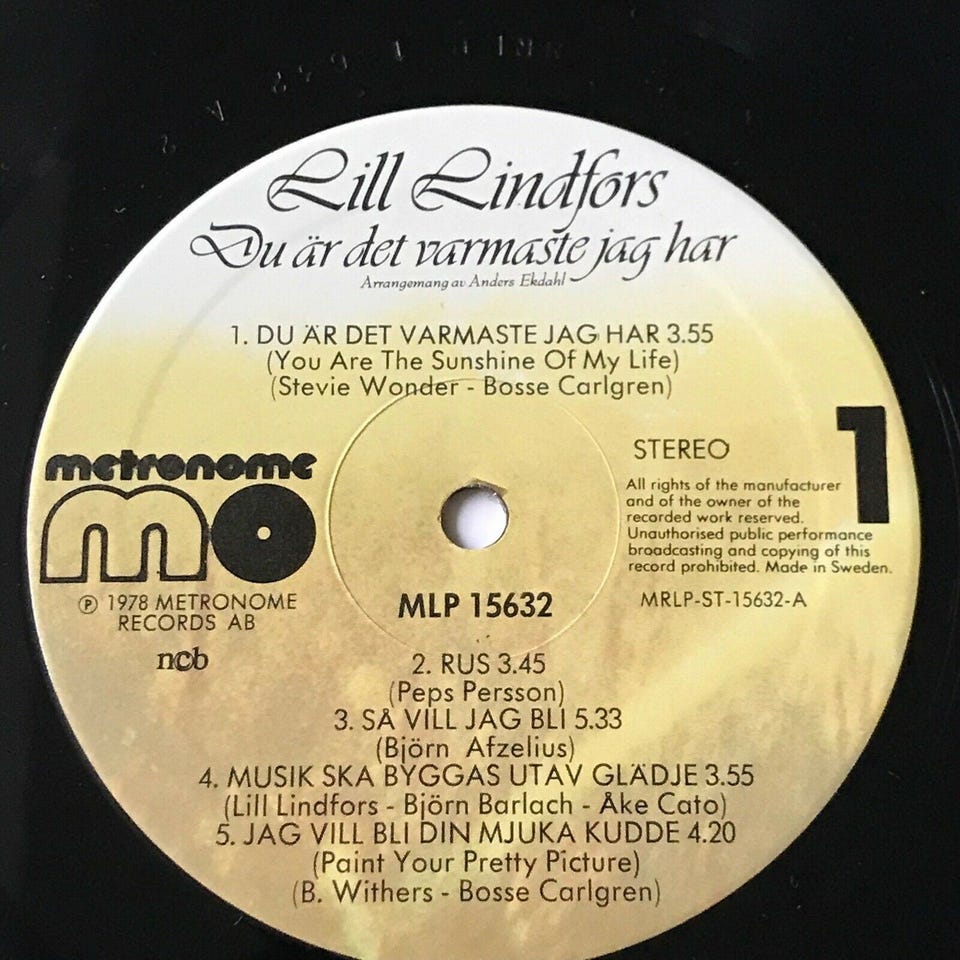 Lill Lindfors
Du är det varmaste jag har
Arrangemang av Anders Ekdahl
1. DU ÄR DET VARMASTE JAG HAR 3.55
(You Are The Sunshine Of My Life)
(Stevie Wonder - Bosse Carlgren)
metronome
mo
℗ 1978 METRONOME
RECORDS AB
ncb
STEREO
1
All rights of the manufacturer
and of the owner of the
recorded work reserved.
Unauthorised public performance
broadcasting and copying of this
record prohibited. Made in Sweden.
MLP 15632
MRLP-ST-15632-A
2. RUS 3.45
(Peps Persson)
3. SÅ VILL JAG BLI 5.33
(Björn Afzelius)
4. MUSIK SKA BYGGAS UTAV GLÄDJE 3.55
(Lill Lindfors - Björn Barlach - Åke Cato)
5. JAG VILL BLI DIN MJUKA KUDDE 4.20
(Paint Your Pretty Picture)
(B. Withers - Bosse Carlgren)